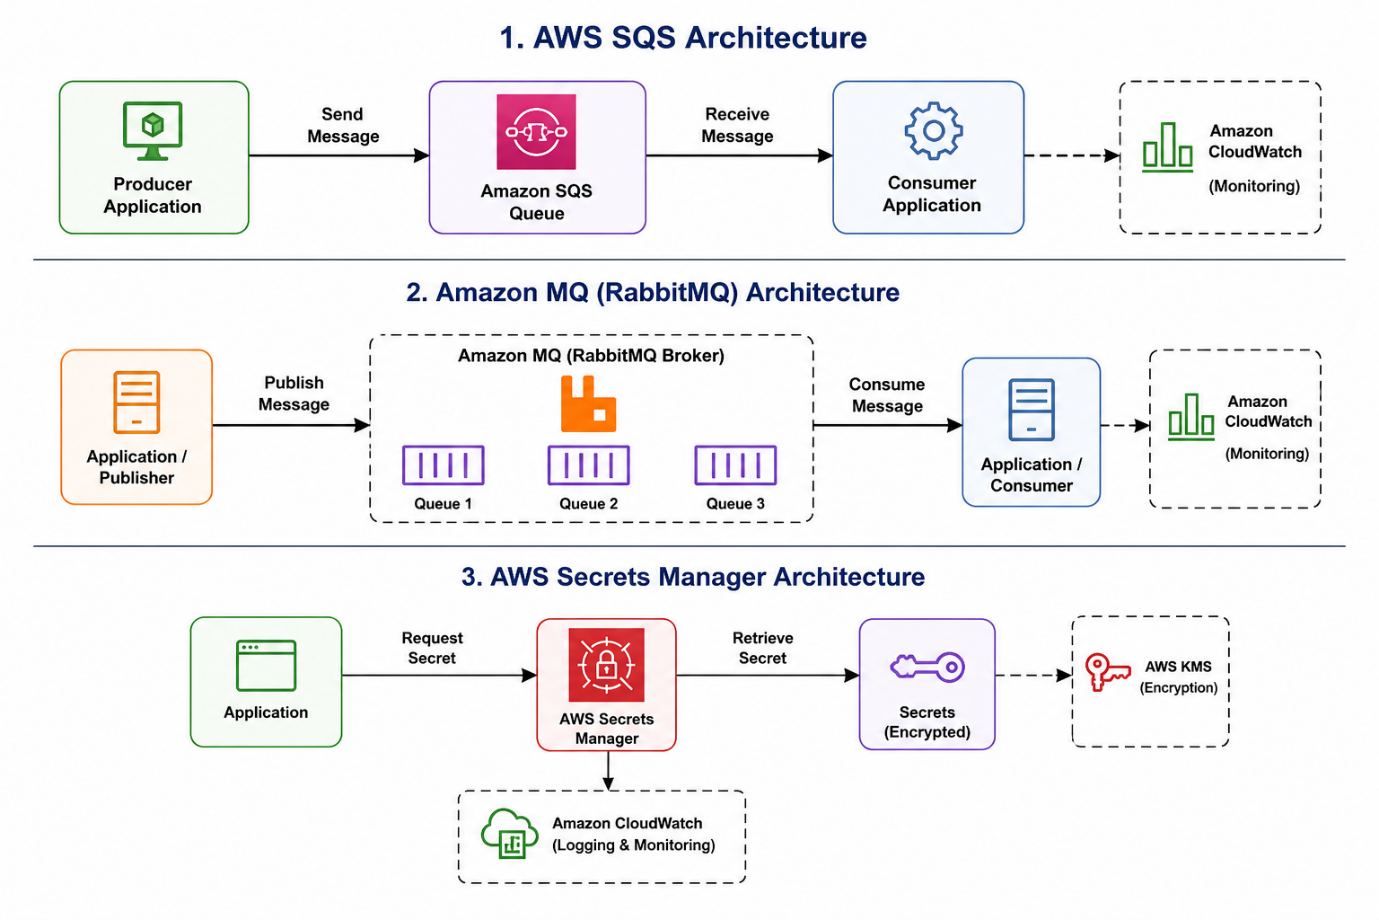 1. AWS SQS Architecture
Producer
Application
Send
Message
Amazon SQS
Queue
Receive
Message
Consumer
Application
Amazon
CloudWatch
(Monitoring)
2. Amazon MQ (RabbitMQ) Architecture
Application /
Publisher
Publish
Message
Amazon MQ (RabbitMQ Broker)
Queue 1
Queue 2
Queue 3
Consume
Message
Application /
Consumer
Amazon
CloudWatch
(Monitoring)
3. AWS Secrets Manager Architecture
Application
Request
Secret
AWS Secrets
Manager
Retrieve
Secret
Secrets
(Encrypted)
AWS KMS
(Encryption)
Amazon CloudWatch
(Logging & Monitoring)